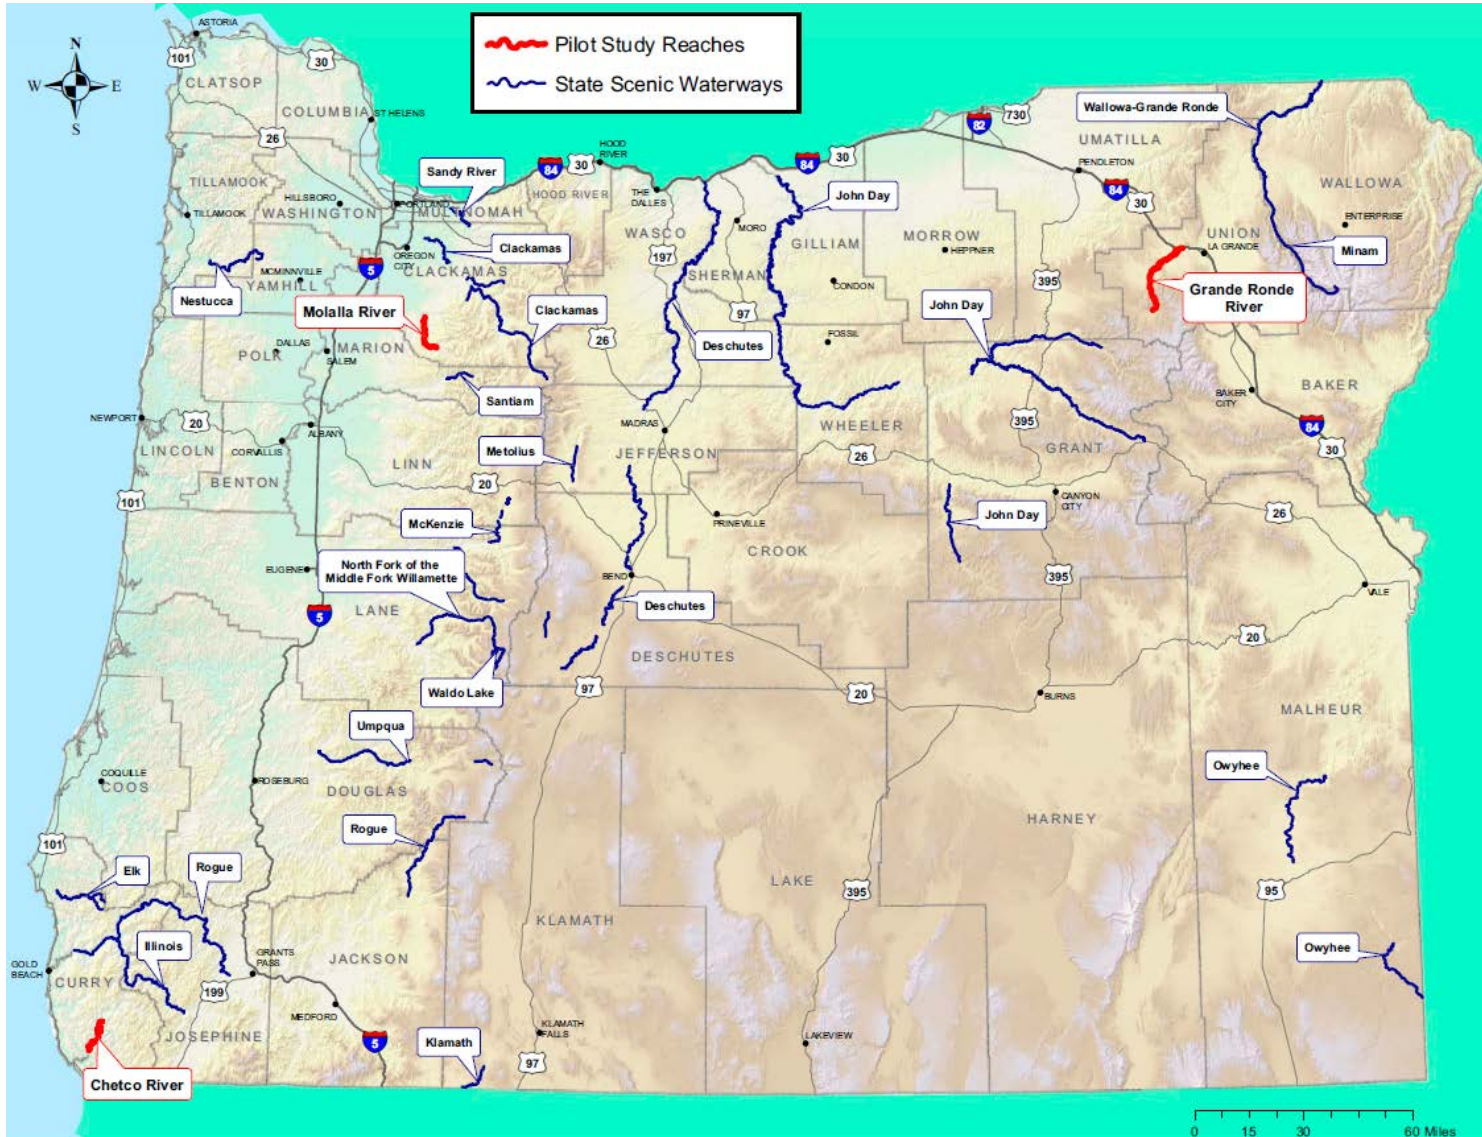 Pilot Study Reaches
State Scenic Waterways
N
W
E
S
ASTORIA
101
30
CLATSOP
COLUMBIA
ST HELENS
26
TILLAMOOK
TILLAMOOK
HILLSBORO
WASHINGTON
PORTLAND
MULTNOMAH
Sandy River
84
30
HOOD
RIVER
HOOD RIVER
THE
DALLES
84
30
82
730
UMATILLA
PENDLETON
84
30
Wallowa-Grande Ronde
WALLOWA
ENTERPRISE
UNION
LA GRANDE
Minam
Grande Ronde
River
John Day
MORO
WASCO
197
SHERMAN
97
GILLIAM
CONDON
MORROW
HEPPNER
395
FOSSIL
John Day
OREGON
CITY
CLACKAMAS
Clackamas
5
MCMINNVILLE
YAMHILL
Nestucca
Molalla River
Clackamas
DALLAS
POLK
SALEM
MARION
26
Deschutes
Santiam
BAKER
BAKER
CITY
84
30
NEWPORT
20
LINCOLN
ALBANY
CORVALLIS
BENTON
LINN
20
Metolius
MADRAS
JEFFERSON
WHEELER
26
395
GRANT
101
McKenzie
PRINEVILLE
CROOK
John Day
CANYON
CITY
26
EUGENE
North Fork of the
Middle Fork Willamette
BEND
395
VALE
5
LANE
Deschutes
DESCHUTES
20
Waldo Lake
97
20
BURNS
MALHEUR
Umpqua
COQUILLE
COOS
ROSEBURG
DOUGLAS
Owyhee
101
Rogue
HARNEY
Elk
Rogue
LAKE
395
95
KLAMATH
Illinois
GOLD
BEACH
CURRY
GRANTS
PASS
JACKSON
Owyhee
199
MEDFORD
JOSEPHINE
5
Klamath
KLAMATH
FALLS
97
LAKEVIEW
Chetco River
0
15
30
60 Miles